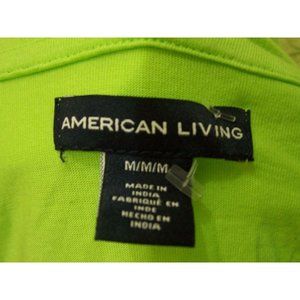 AMERICAN LIVING
M/M/M
MADE IN
INDIA
FABRIQUÉ EN
INDE
HECHO EN
INDIA